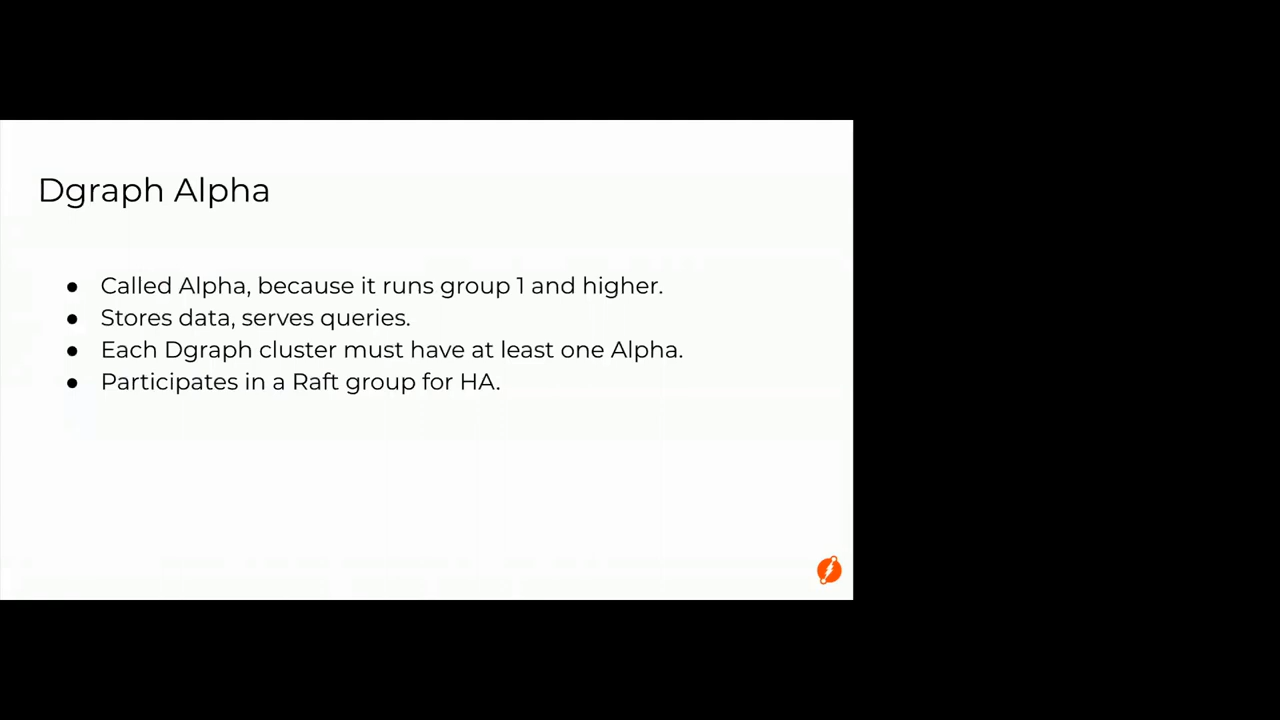 Dgraph Alpha
● Called Alpha, because it runs group 1 and higher.
● Stores data, serves queries.
● Each Dgraph cluster must have at least one Alpha.
● Participates in a Raft group for HA.